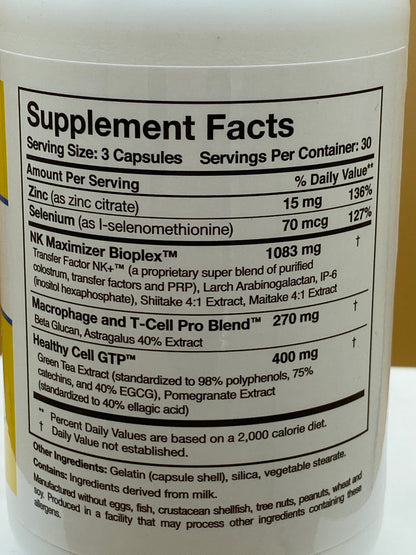 Supplement Facts
Serving Size: 3 Capsules Servings Per Container: 30
Amount Per Serving % Daily Value**
Zinc (as zinc citrate) 15 mg 136%
Selenium (as l-selenomethionine) 70 mcg 127%
NK Maximizer Bioplex™ 1083 mg †
Transfer Factor NK+™ (a proprietary super blend of purified
colostrum, transfer factors and PRP), Larch Arabinogalactan, IP-6
(inositol hexaphosphate), Shiitake 4:1 Extract, Maitake 4:1 Extract
Macrophage and T-Cell Pro Blend™ 270 mg †
Beta Glucan, Astragalus 40% Extract
Healthy Cell GTP™ 400 mg †
Green Tea Extract (standardized to 98% polyphenols, 75%
catechins, and 40% EGCG), Pomegranate Extract
(standardized to 40% ellagic acid)
** Percent Daily Values are based on a 2,000 calorie diet.
† Daily Value not established.
Other Ingredients: Gelatin (capsule shell), silica, vegetable stearate.
Contains: Ingredients derived from milk.
Manufactured without eggs, fish, crustacean shellfish, tree nuts, peanuts, wheat and
soy. Produced in a facility that may process other ingredients containing these
allergens.